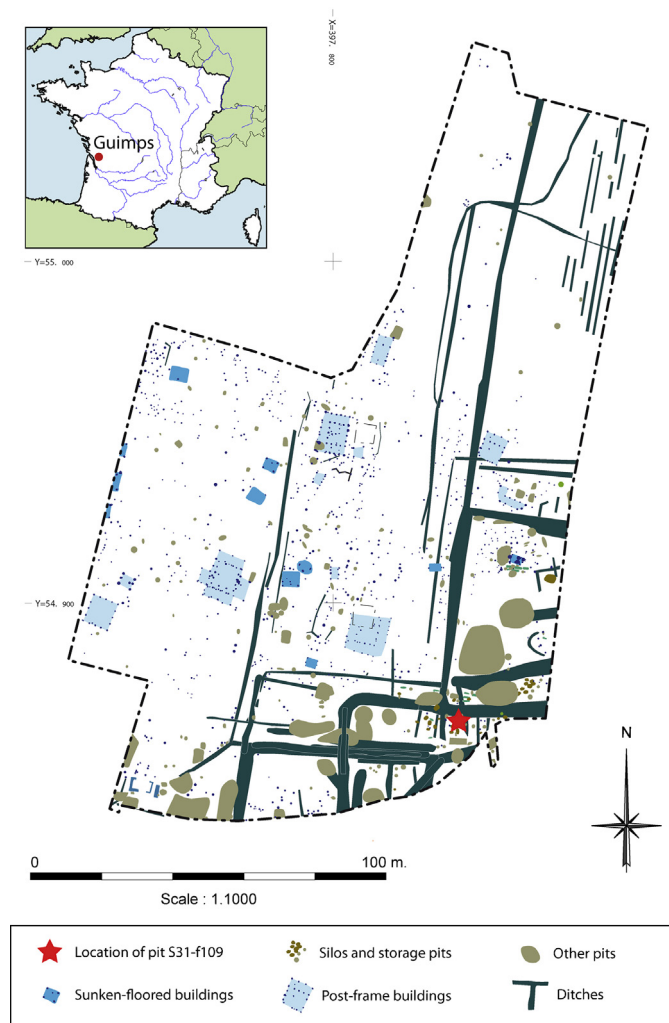 X=397. 800
Guimps
Y=55. 000
Y=54. 900
N
0 100 m.
Scale : 1.1000
Location of pit S31-f109
Silos and storage pits
Other pits
Sunken-floored buildings
Post-frame buildings
Ditches